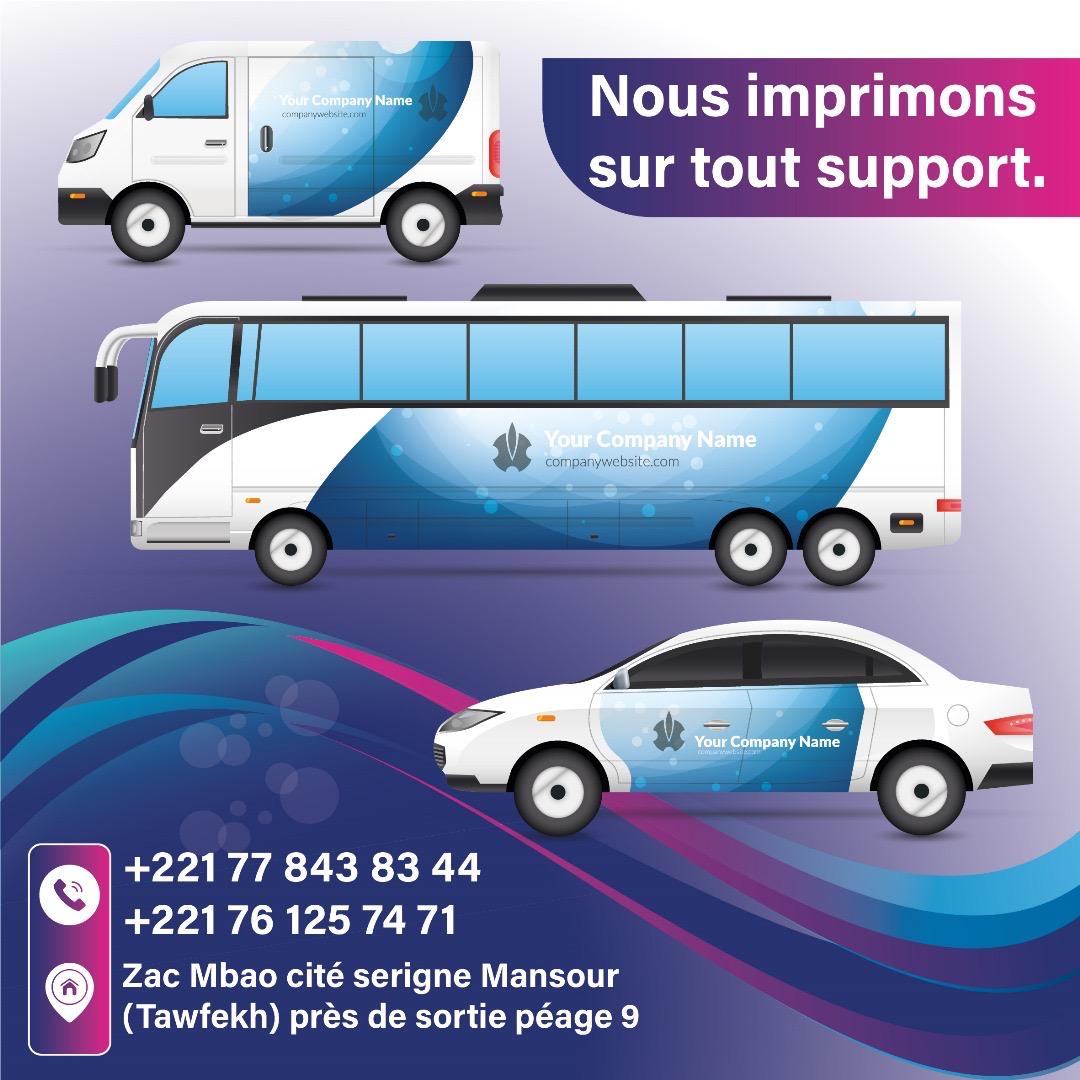 Nous imprimons
sur tout support.
Your Company Name
companywebsite.com
Your Company Name
companywebsite.com
Your Company Name
companywebsite.com
+221 77 843 83 44
+221 76 125 74 71
Zac Mbao cité serigne Mansour
(Tawfekh) près de sortie péage 9